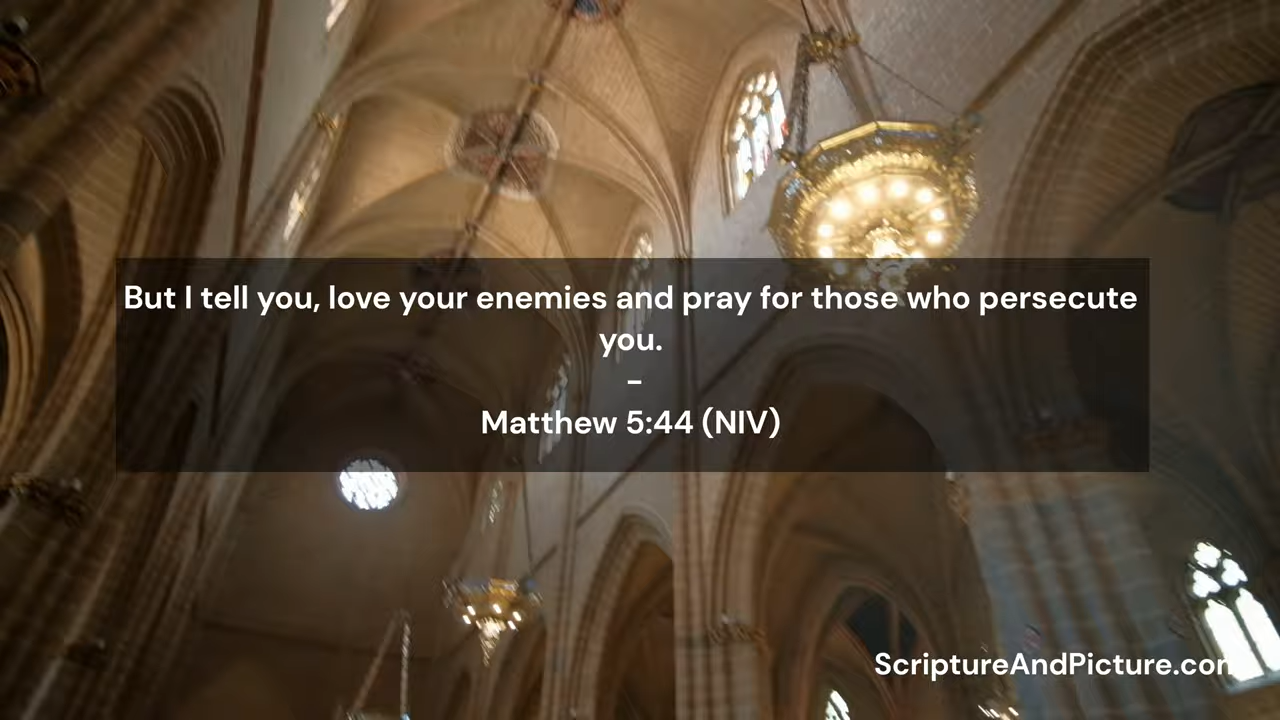 But I tell you, love your enemies and pray for those who persecute
you.
-
Matthew 5:44 (NIV)
ScriptureAndPicture.com